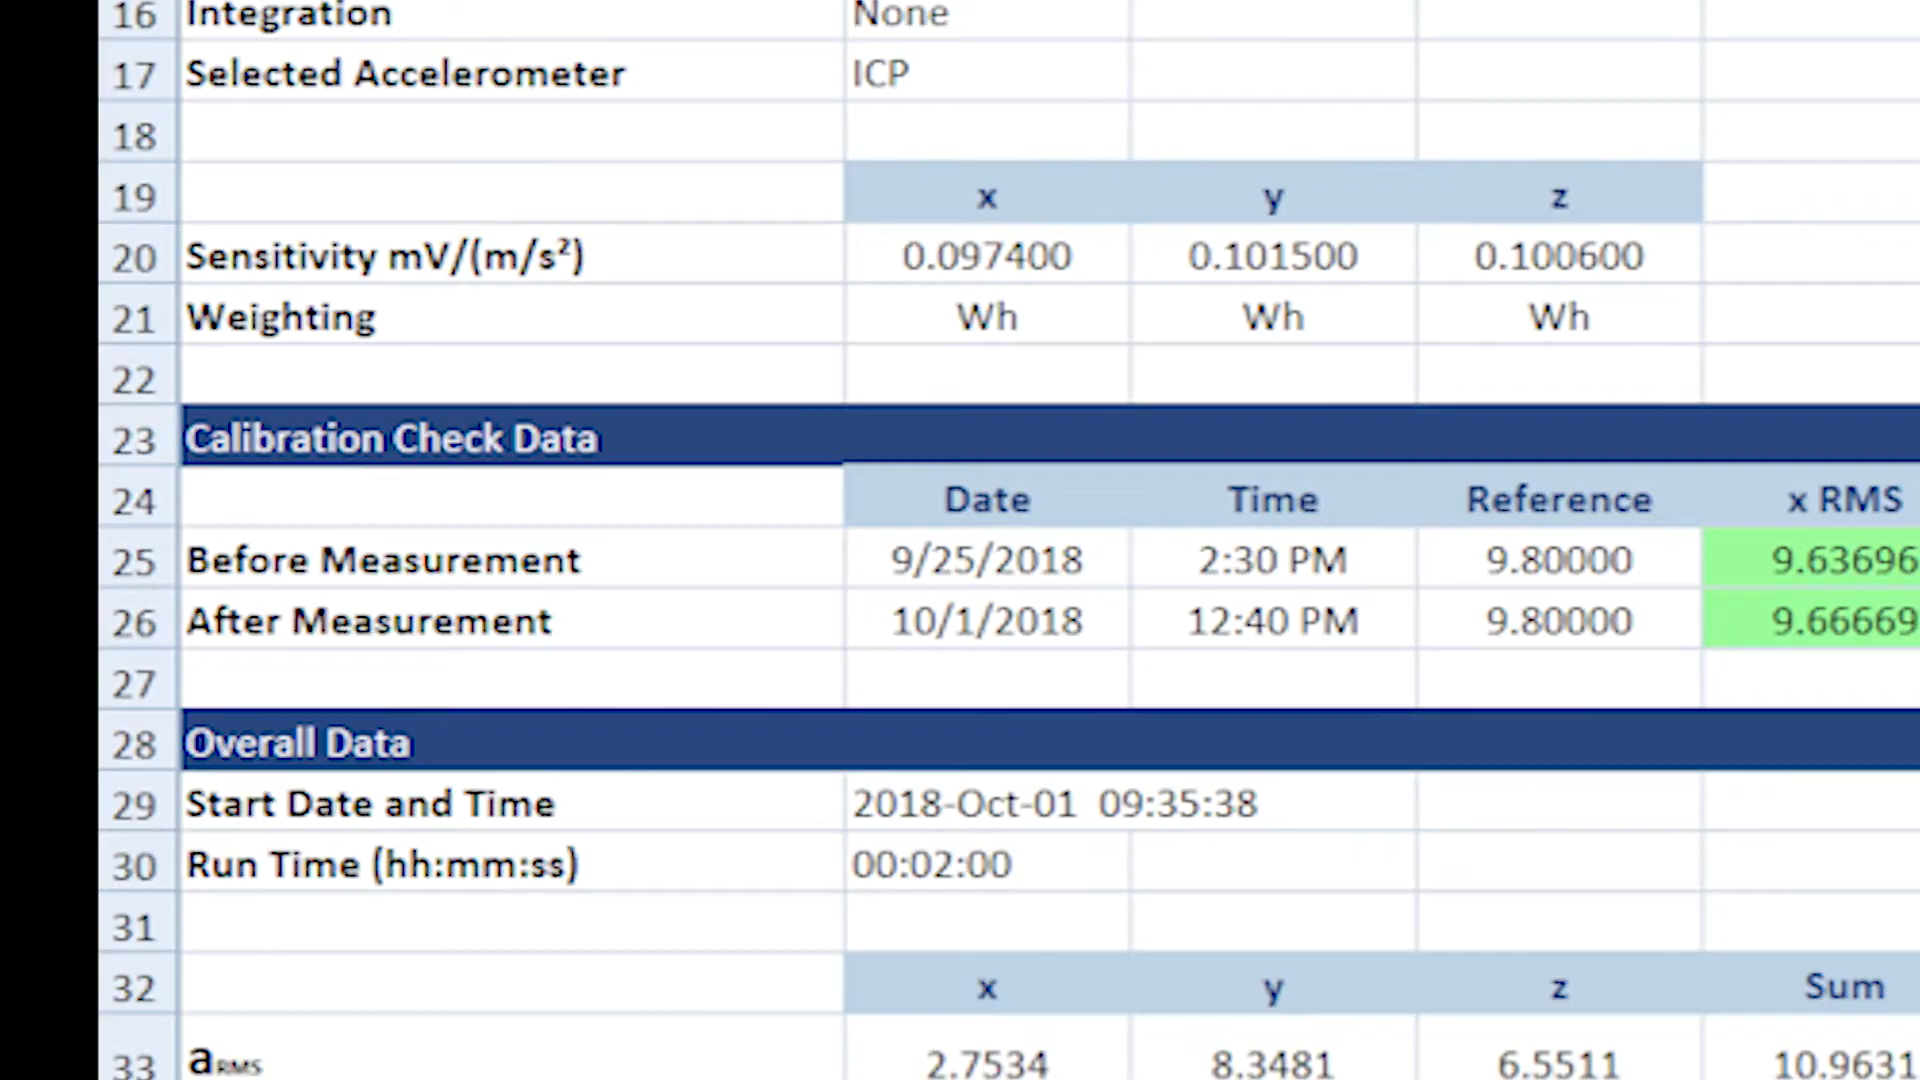 16 Integration None
17 Selected Accelerometer ICP
18
19 x y z
20 Sensitivity mV/(m/s²) 0.097400 0.101500 0.100600
21 Weighting Wh Wh Wh
22
23 Calibration Check Data
24 Date Time Reference x RMS
25 Before Measurement 9/25/2018 2:30 PM 9.80000 9.63696
26 After Measurement 10/1/2018 12:40 PM 9.80000 9.66669
27
28 Overall Data
29 Start Date and Time 2018-Oct-01 09:35:38
30 Run Time (hh:mm:ss) 00:02:00
31
32 x y z Sum
33 aRMS 2.7534 8.3481 6.5511 10.9631